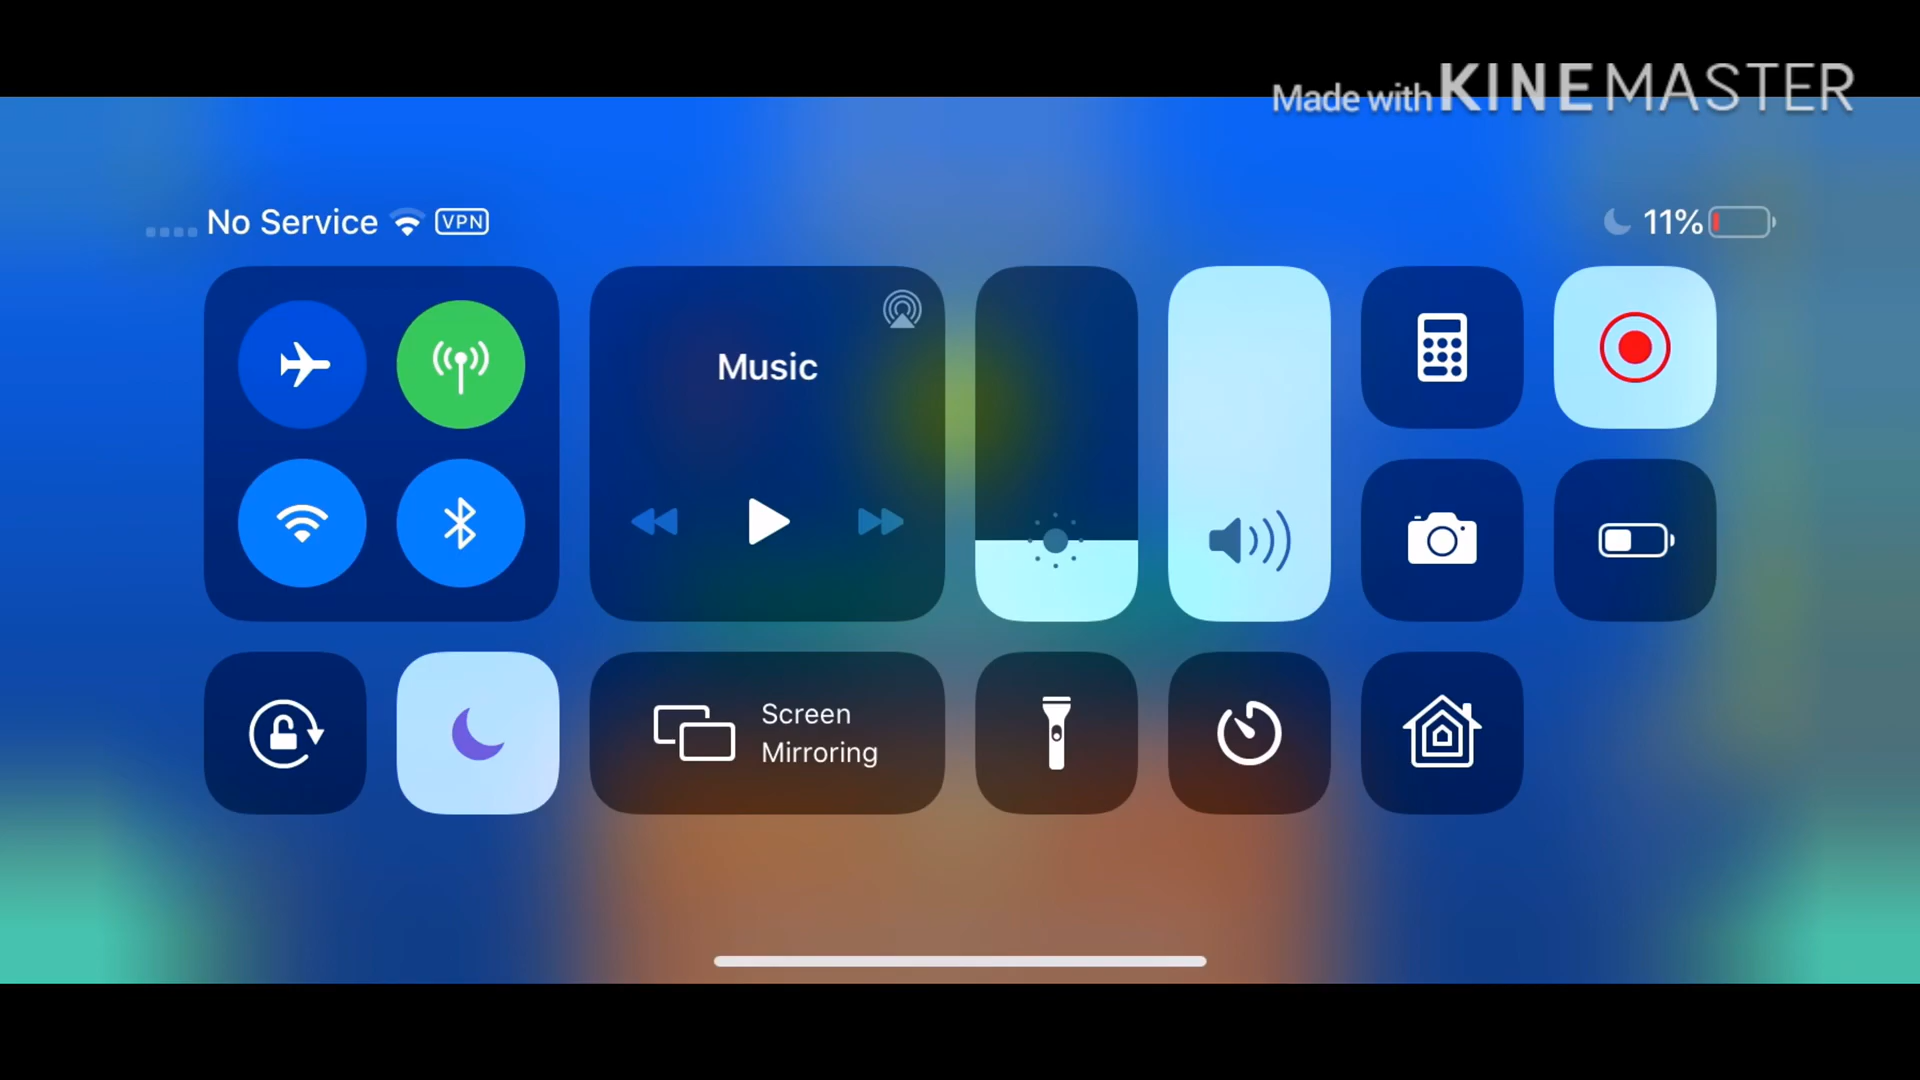 Made with KINEMASTER
No Service VPN
11%
Music
Screen
Mirroring